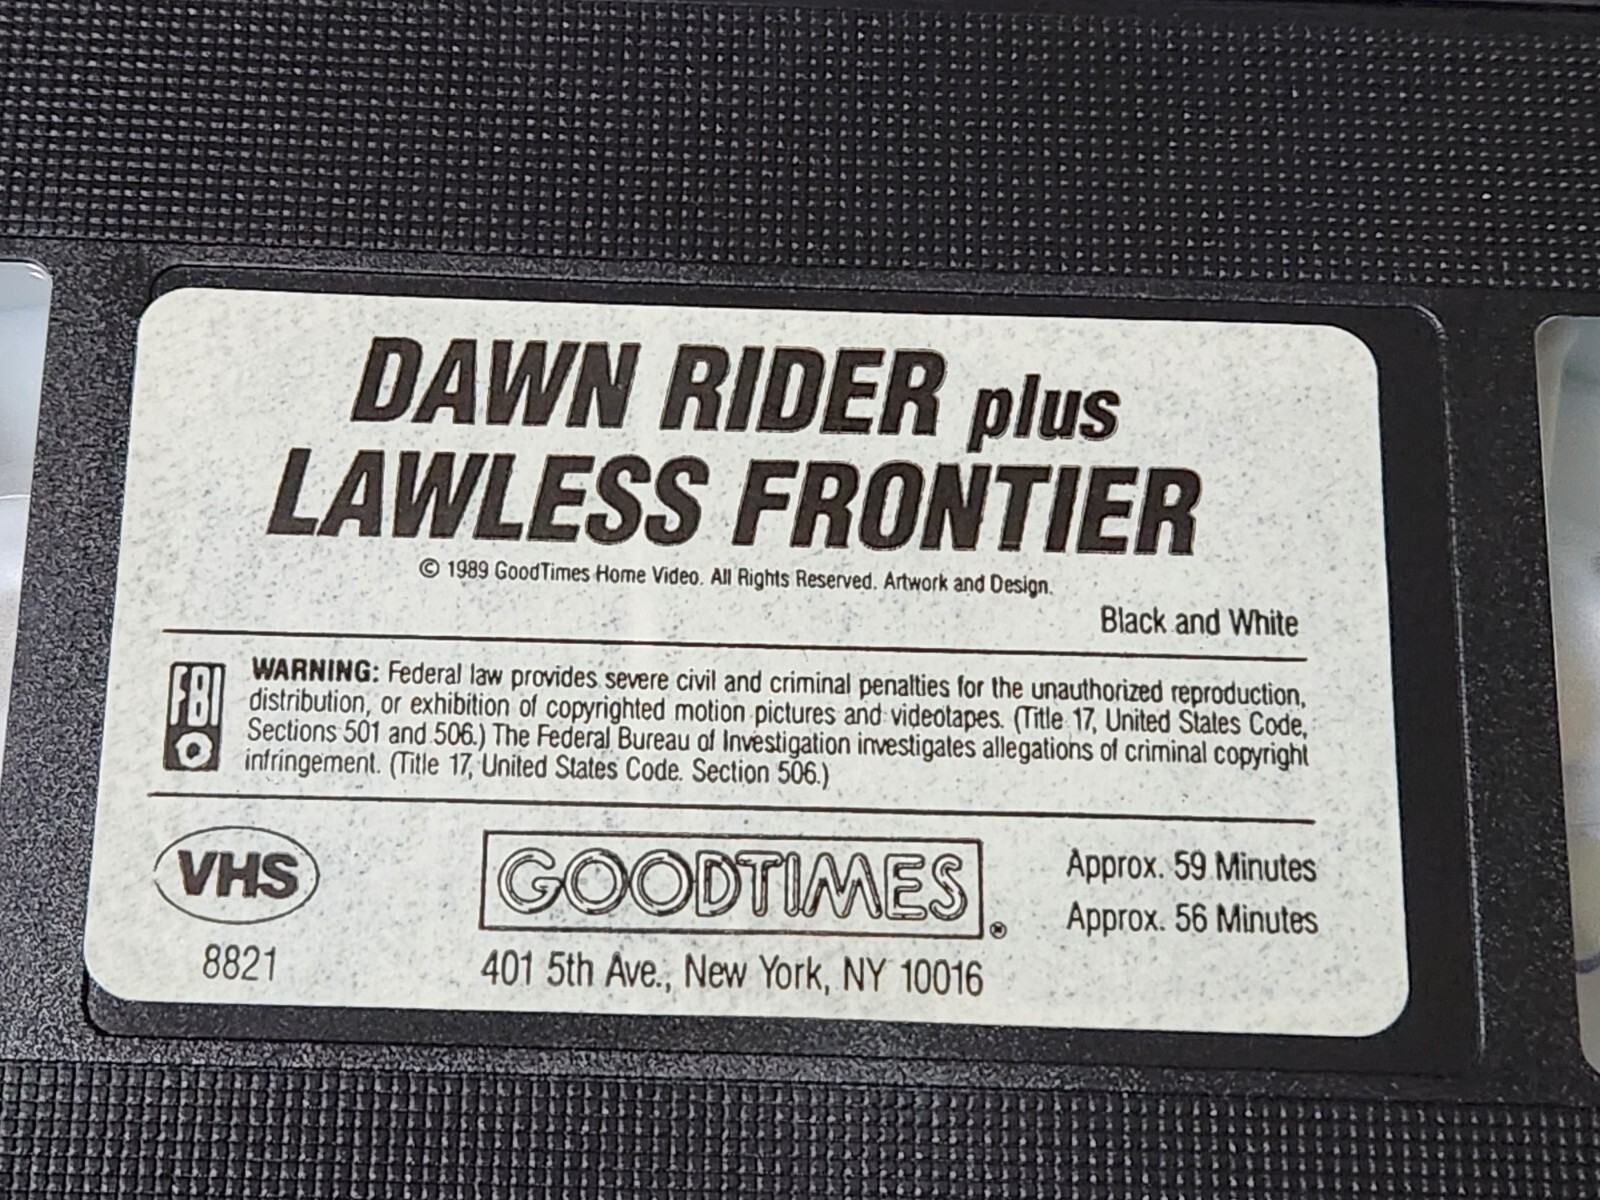 DAWN RIDER plus
LAWLESS FRONTIER
© 1989 GoodTimes Home Video. All Rights Reserved. Artwork and Design.
Black and White
FBI
WARNING: Federal law provides severe civil and criminal penalties for the unauthorized reproduction,
distribution, or exhibition of copyrighted motion pictures and videotapes. (Title 17, United States Code,
Sections 501 and 506.) The Federal Bureau of Investigation investigates allegations of criminal copyright
infringement. (Title 17, United States Code. Section 506.)
VHS
8821
GOODTIMES®
401 5th Ave., New York, NY 10016
Approx. 59 Minutes
Approx. 56 Minutes